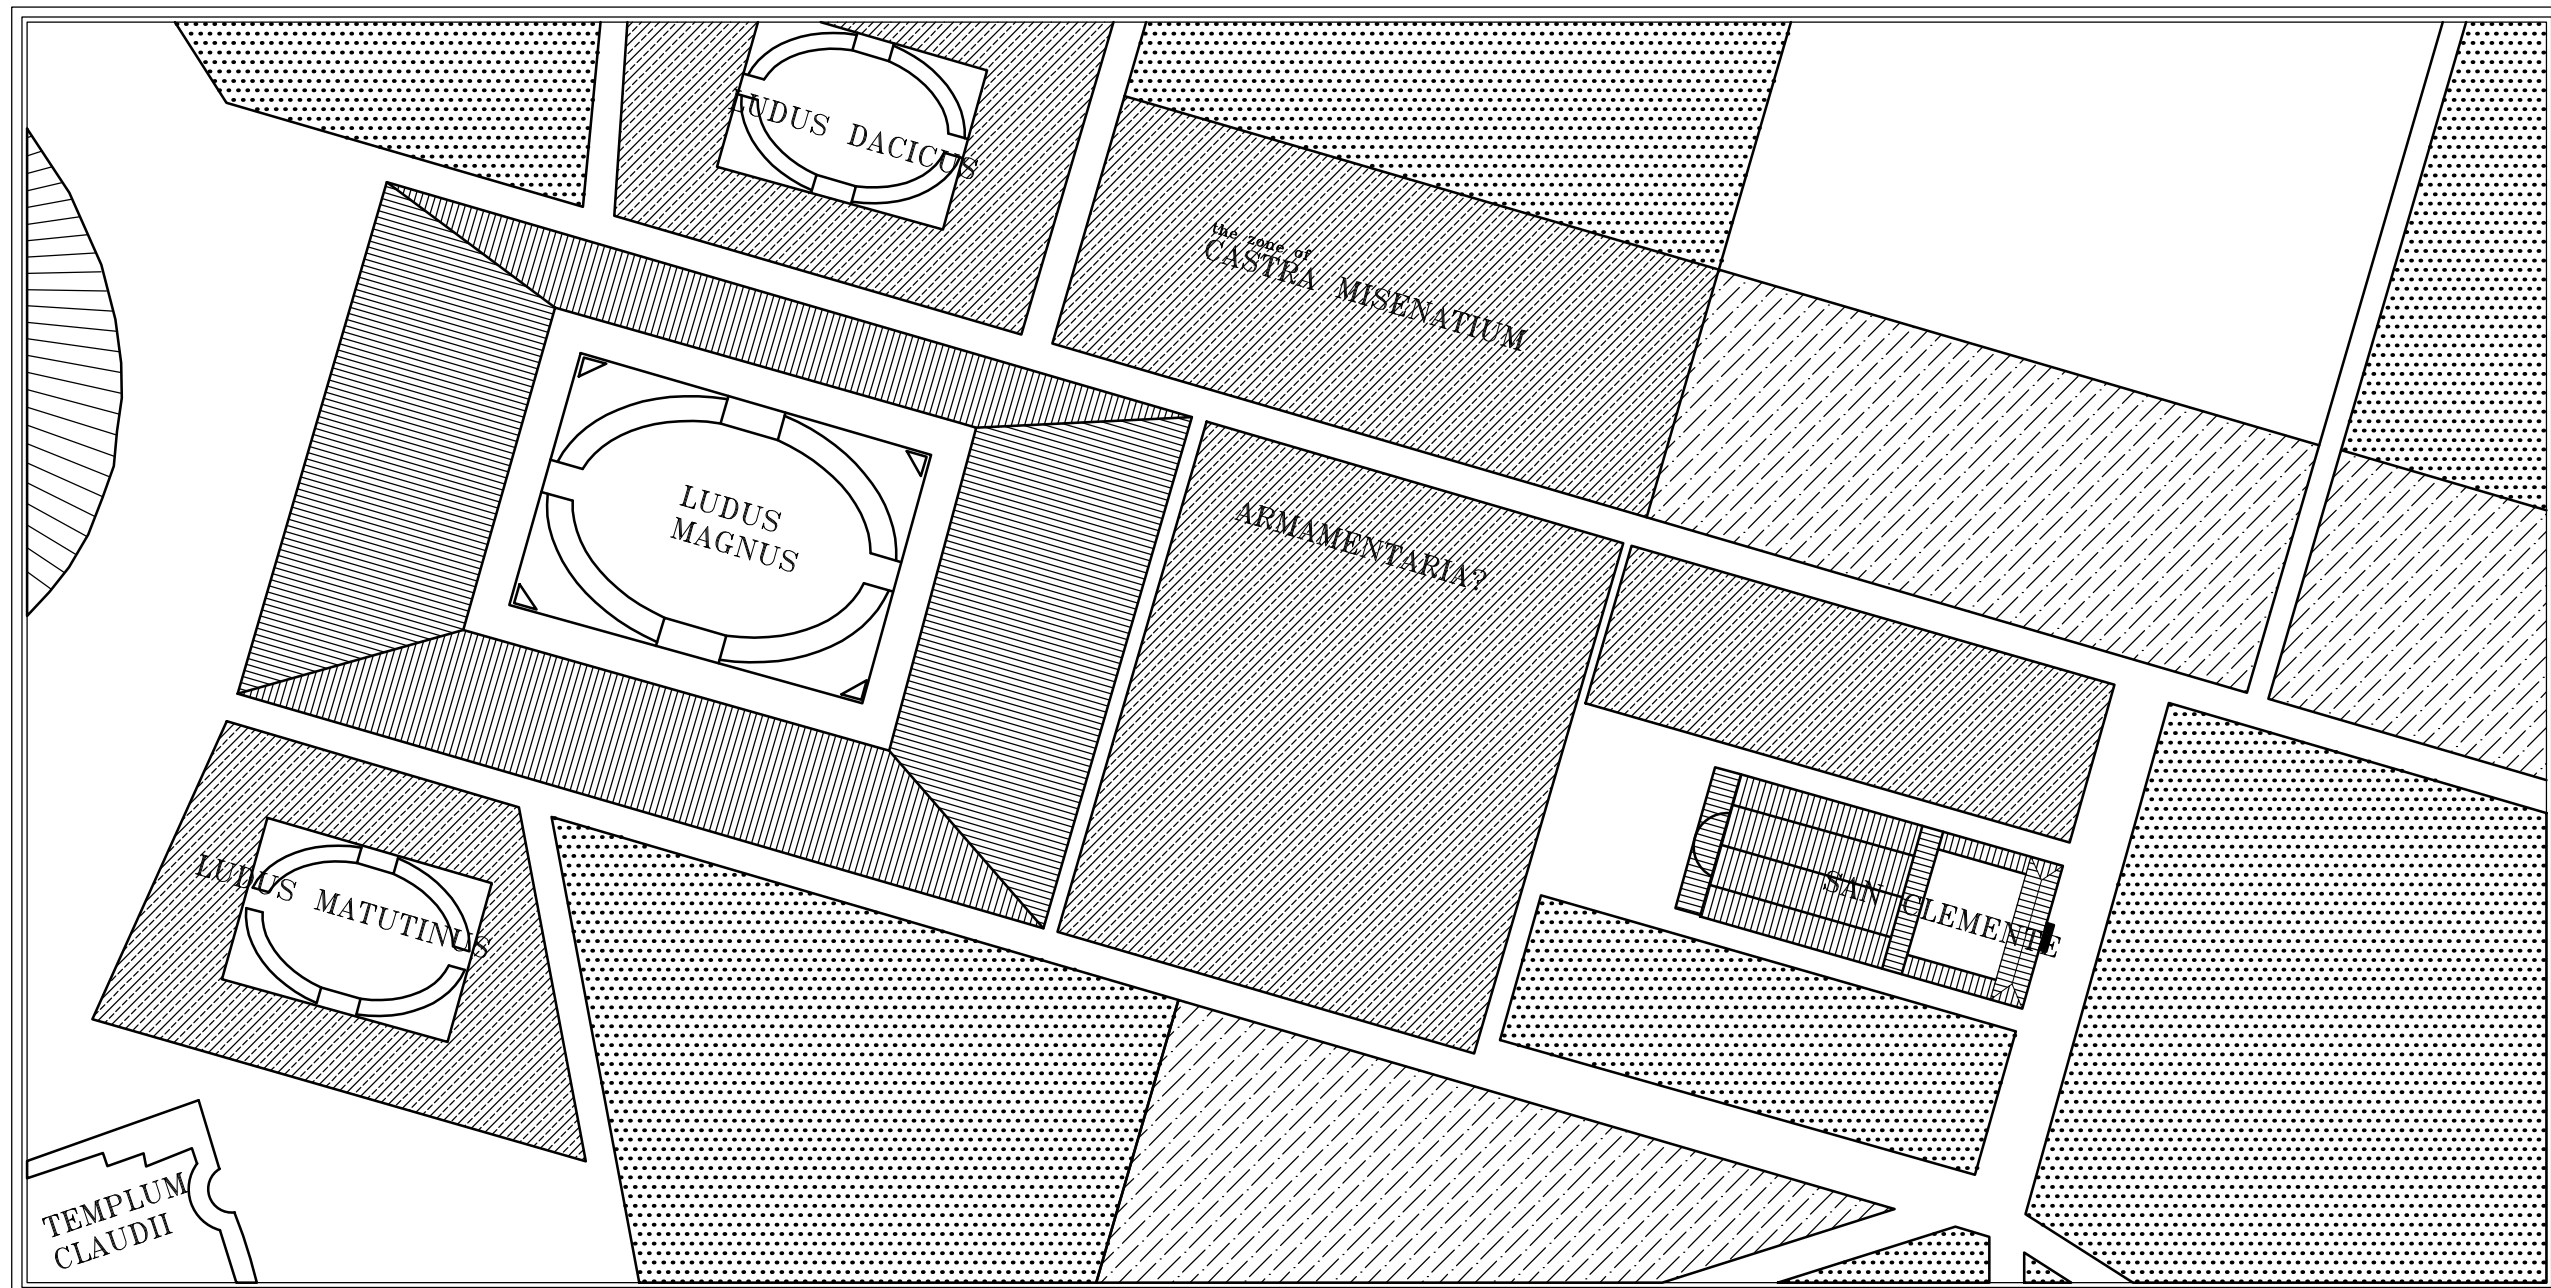 LUDUS DACICUS
the zone of
CASTRA MISENATIUM
LUDUS
MAGNUS
ARMAMENTARIA?
LUDUS MATUTINUS
SAN CLEMENTE
TEMPLUM
CLAUDII